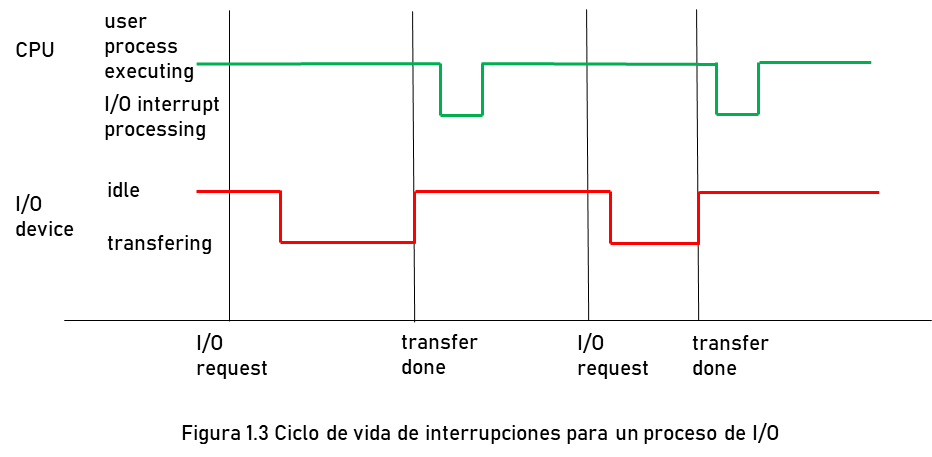 CPU
user
process
executing
I/O interrupt
processing
I/O
device
idle
transfering
I/O
request
transfer
done
I/O
request
transfer
done
Figura 1.3 Ciclo de vida de interrupciones para un proceso de I/O